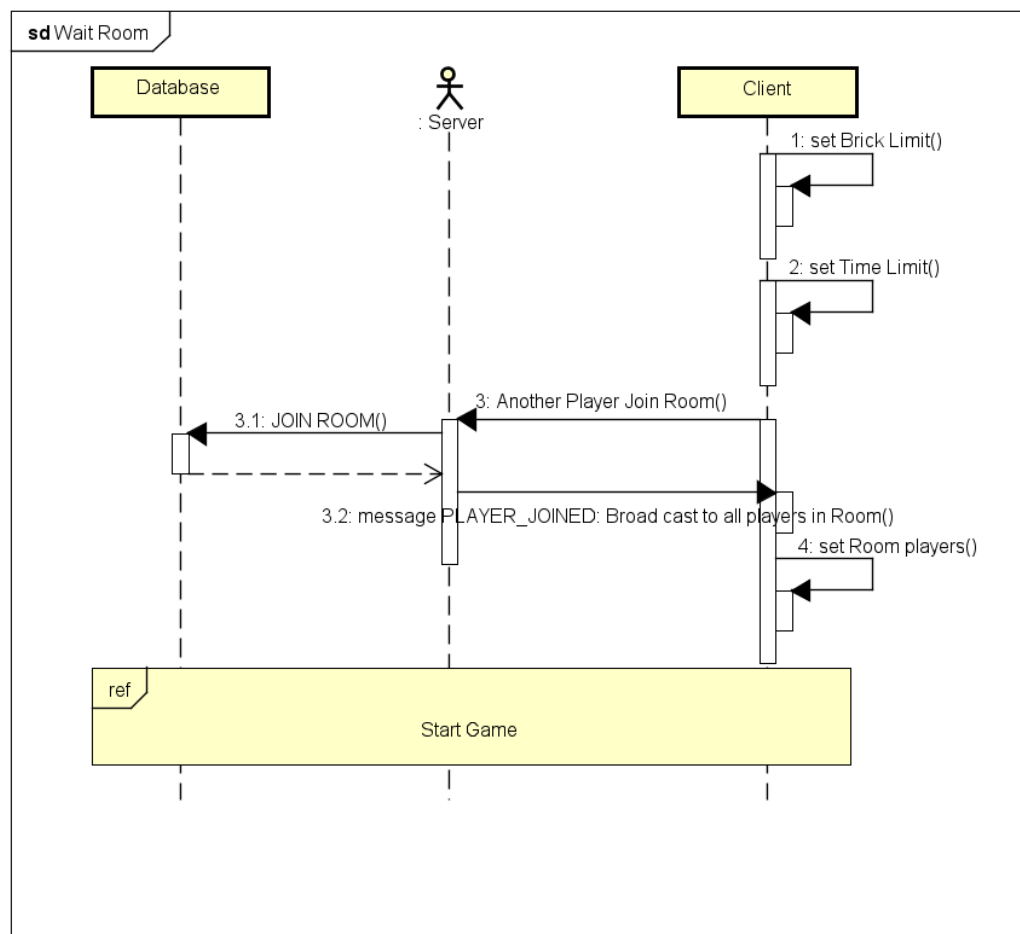 sd Wait Room
Database
: Server
Client
1: set Brick Limit()
2: set Time Limit()
3: Another Player Join Room()
3.1: JOIN ROOM()
3.2: message PLAYER_JOINED: Broad cast to all players in Room()
4: set Room players()
ref
Start Game